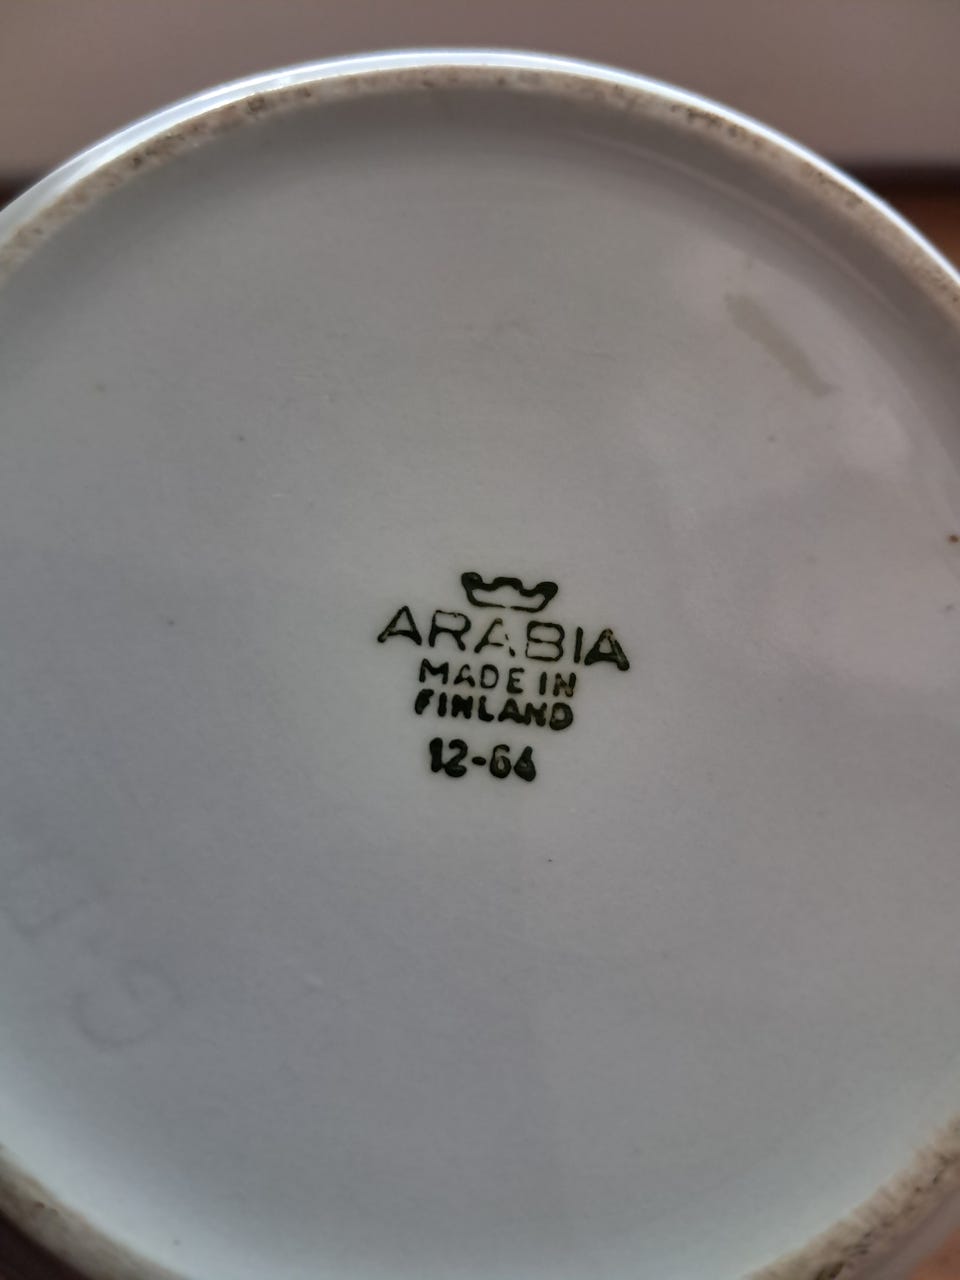 ARABIA
MADE IN
FINLAND
12-64